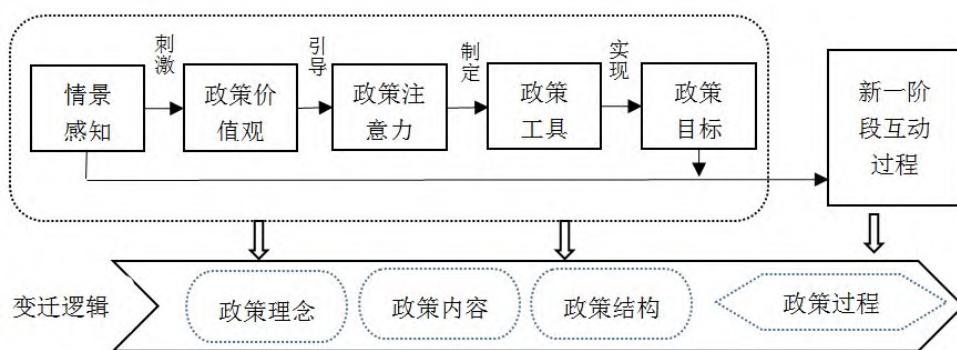 刺激
引导
制定
实现
情景
感知
政策价
值观
政策注
意力
政策
工具
政策
目标
新一阶
段互动
过程
变迁逻辑
政策理念
政策内容
政策结构
政策过程